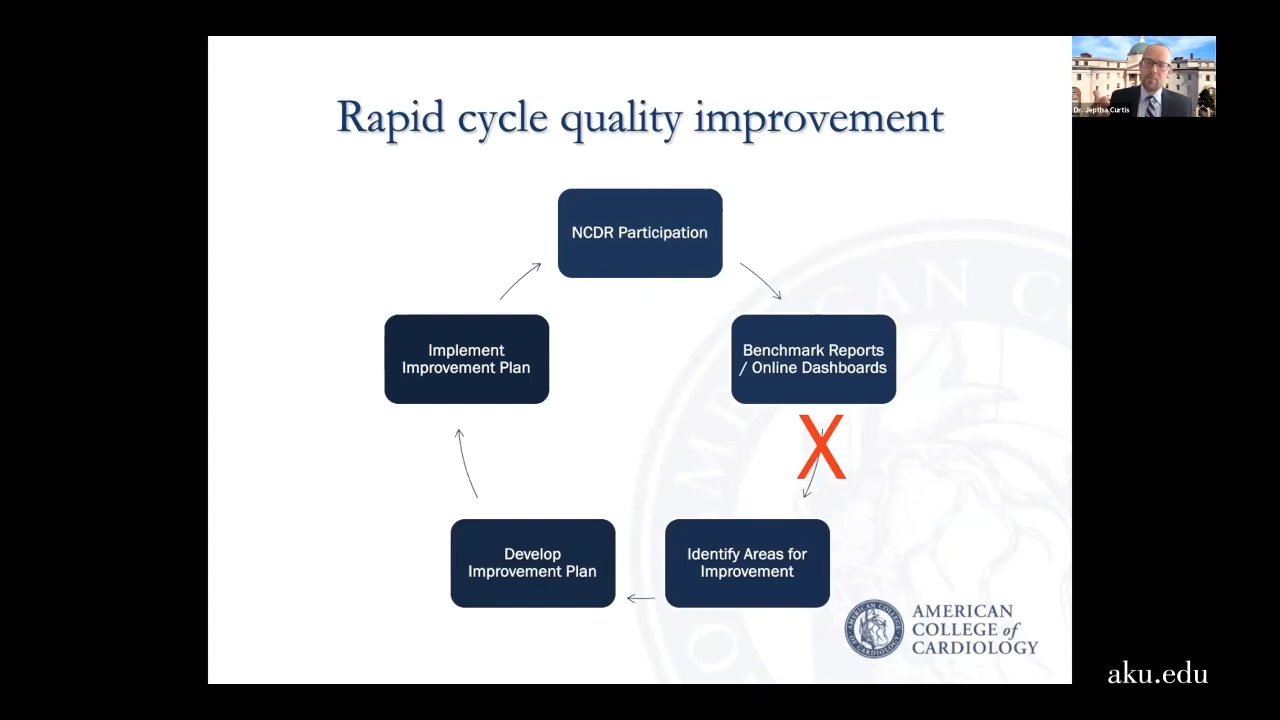 Rapid cycle quality improvement
Dr. Jeptha Curtis
NCDR Participation
Implement
Improvement Plan
Benchmark Reports
/ Online Dashboards
X
Develop
Improvement Plan
Identify Areas for
Improvement
AMERICAN
COLLEGE of
CARDIOLOGY
aku.edu